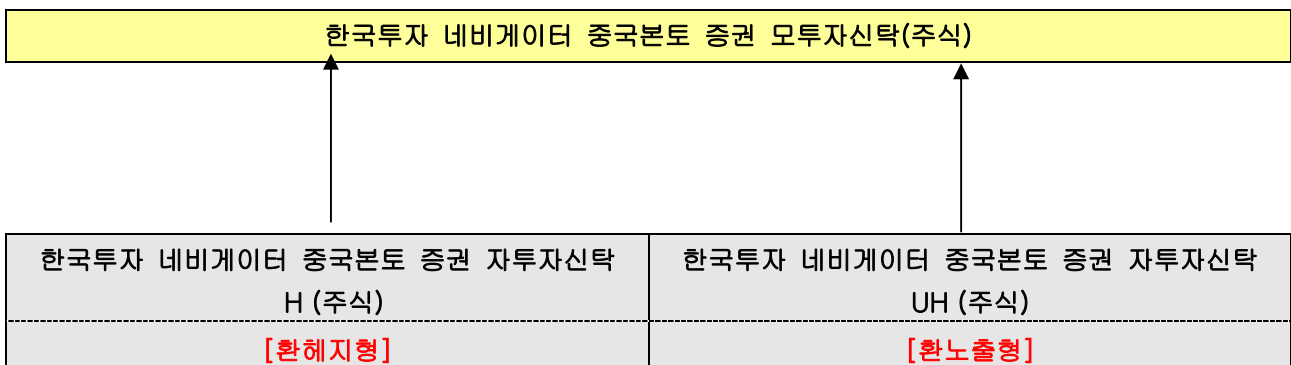 한국투자 네비게이터 중국본토 증권 모투자신탁(주식)
한국투자 네비게이터 중국본토 증권 자투자신탁
H (주식)
[환헤지형]
한국투자 네비게이터 중국본토 증권 자투자신탁
UH (주식)
[환노출형]